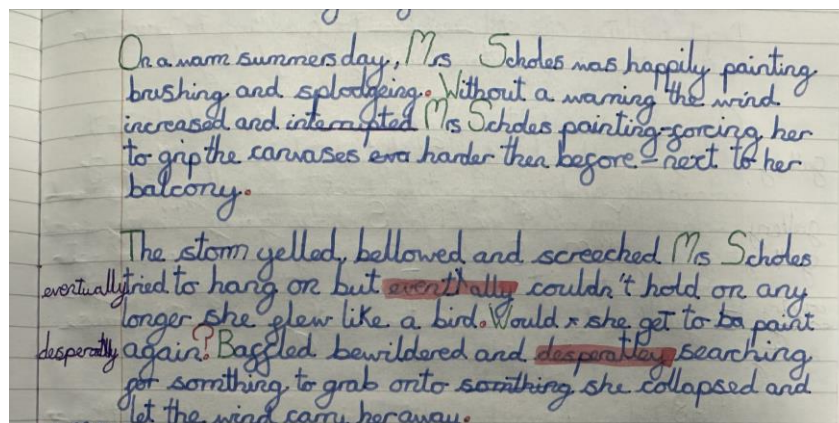 On a warm summers day, Mrs Scholes was happily painting
brushing and splodgeing. Without a warning the wind
increased and interrupted Mrs Scholes painting-forcing her
to grip the canvases eva harder then before – next to her
balcony.
The storm yelled, bellowed and screeched Mrs Scholes
eventually tried to hang on but eventhally couldn't hold on any
longer she flew like a bird. Would she get to ba paint
desperatly again? Baffled bewildered and desperatley searching
for somthing to grab onto somthing she collapsed and
let the wind carry her away.